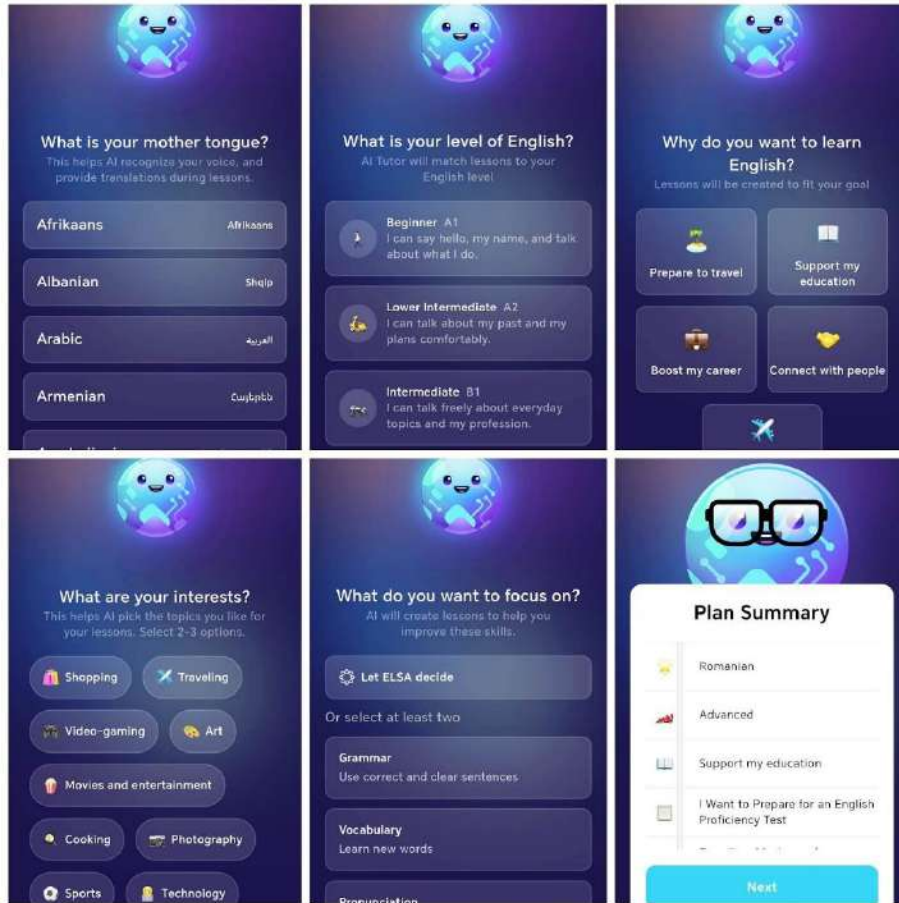 What is your mother tongue?
This helps AI recognize your voice, and
provide translations during lessons.
Afrikaans Afrikaans
Albanian Shqip
Arabic العربية
Armenian Հայերեն
What is your level of English?
AI Tutor will match lessons to your
English level
Beginner A1
I can say hello, my name, and talk
about what I do.
Lower Intermediate A2
I can talk about my past and my
plans comfortably.
Intermediate B1
I can talk freely about everyday
topics and my profession.
Why do you want to learn
English?
Lessons will be created to fit your goal
Prepare to travel
Support my
education
Boost my career
Connect with people
What are your interests?
This helps AI pick the topics you like for
your lessons. Select 2-3 options.
Shopping
Traveling
Video-gaming
Art
Movies and entertainment
Cooking
Photography
Sports
Technology
What do you want to focus on?
AI will create lessons to help you
improve these skills.
Let ELSA decide
Or select at least two
Grammar
Use correct and clear sentences
Vocabulary
Learn new words
Pronunciation
Plan Summary
Romanian
Advanced
Support my education
I Want to Prepare for an English
Proficiency Test
Next